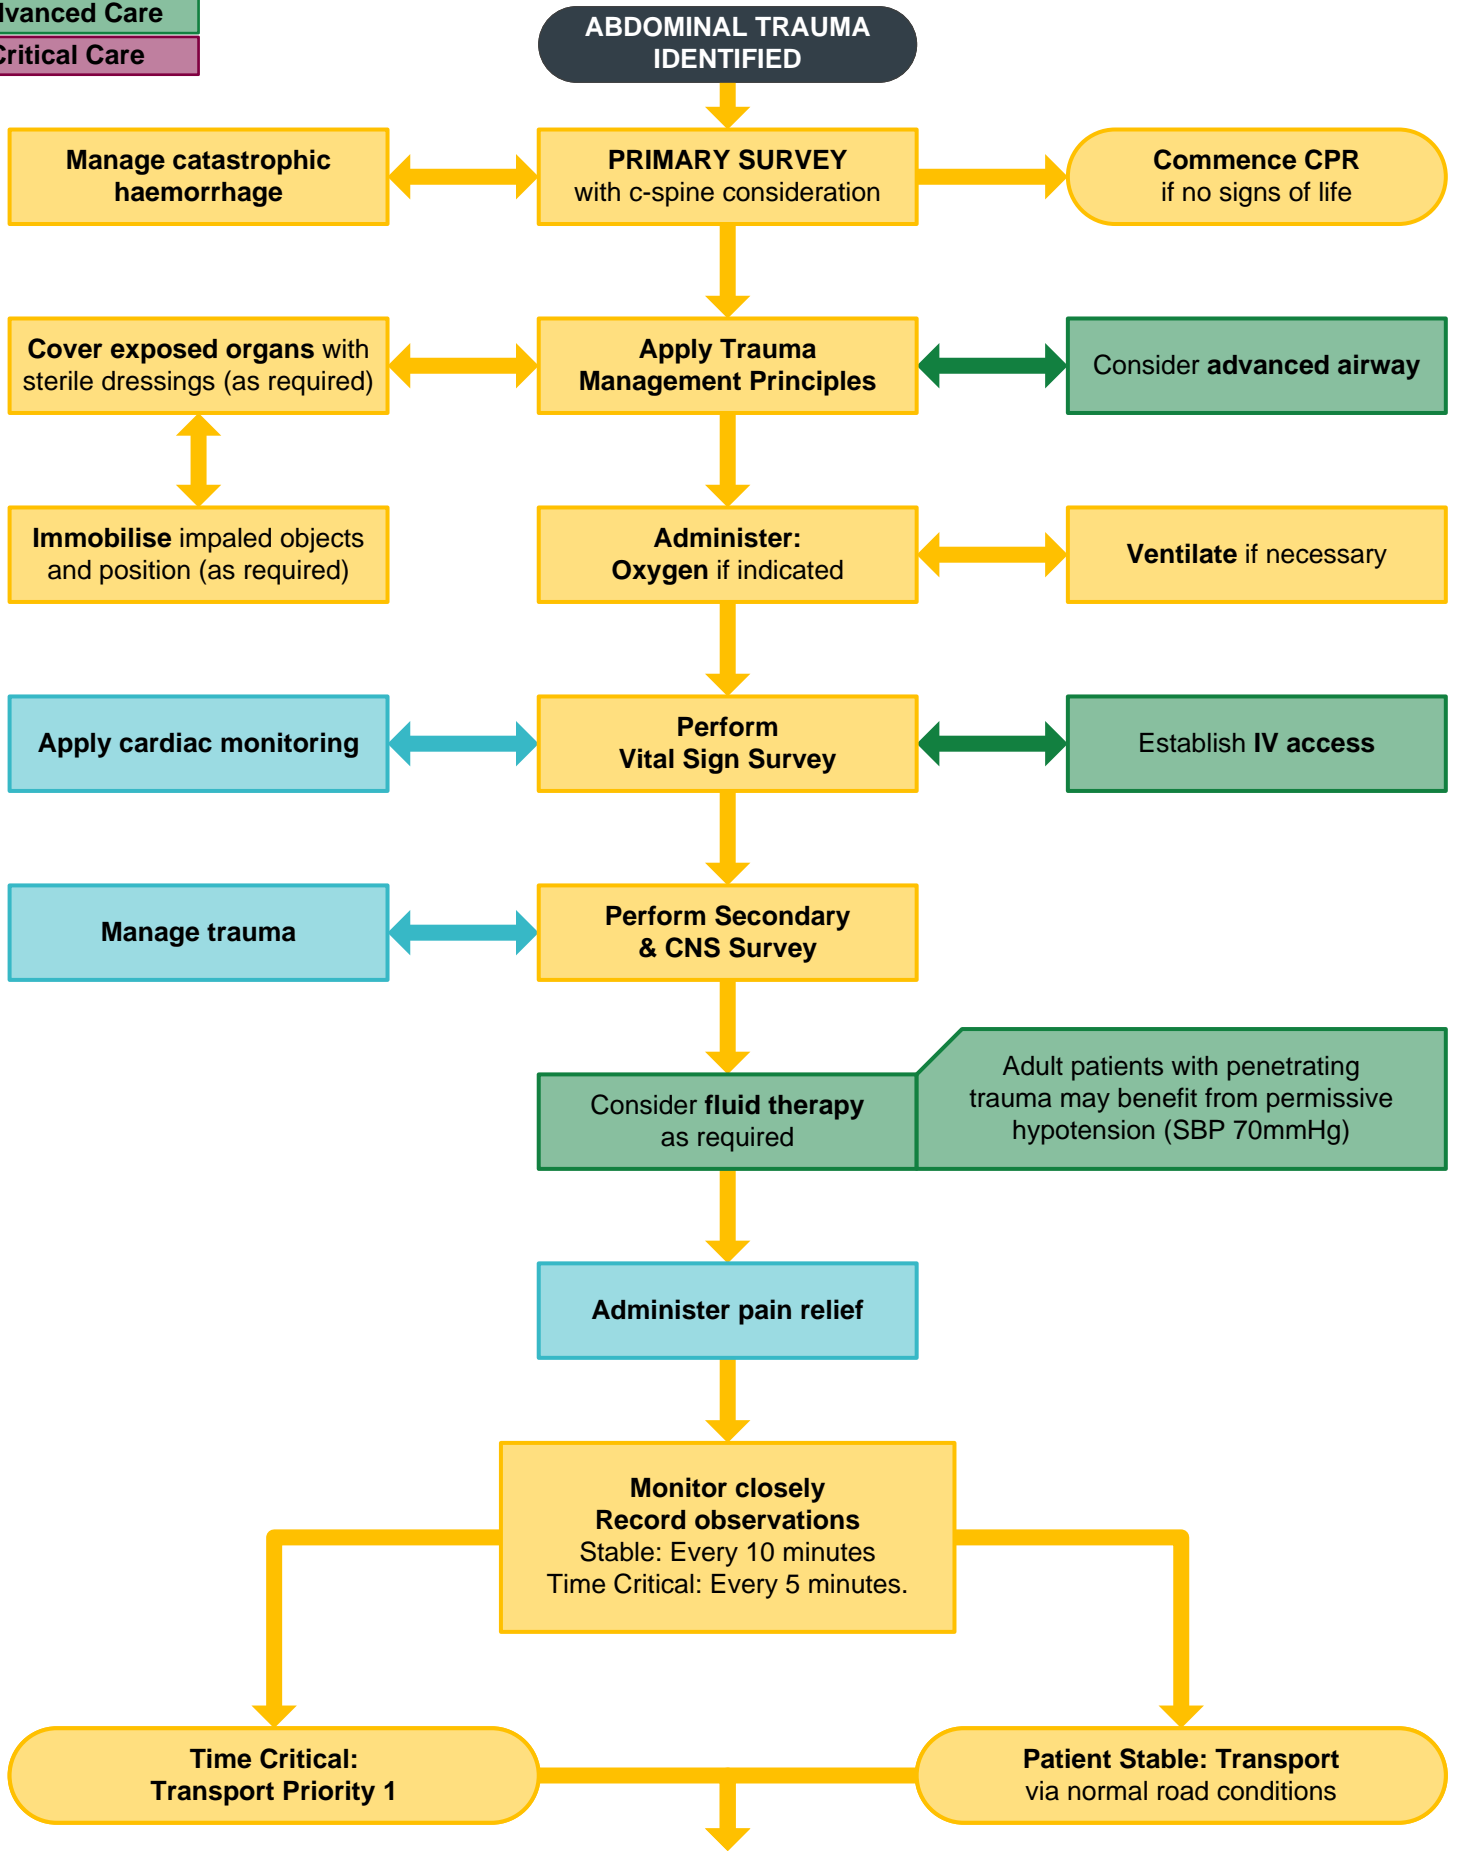 Care
Critical Care
ABDOMINAL TRAUMA
IDENTIFIED
Manage catastrophic
haemorrhage
PRIMARY SURVEY
with c-spine consideration
Commence CPR
if no signs of life
Cover exposed organs with
sterile dressings (as required)
Apply Trauma
Management Principles
Consider advanced airway
Immobilise impaled objects
and position (as required)
Administer:
Oxygen if indicated
Ventilate if necessary
Apply cardiac monitoring
Perform
Vital Sign Survey
Establish IV access
Manage trauma
Perform Secondary
& CNS Survey
Consider fluid therapy
as required
Adult patients with penetrating
trauma may benefit from permissive
hypotension (SBP 70mmHg)
Administer pain relief
Monitor closely
Record observations
Stable: Every 10 minutes
Time Critical: Every 5 minutes.
Time Critical:
Transport Priority 1
Patient Stable: Transport
via normal road conditions